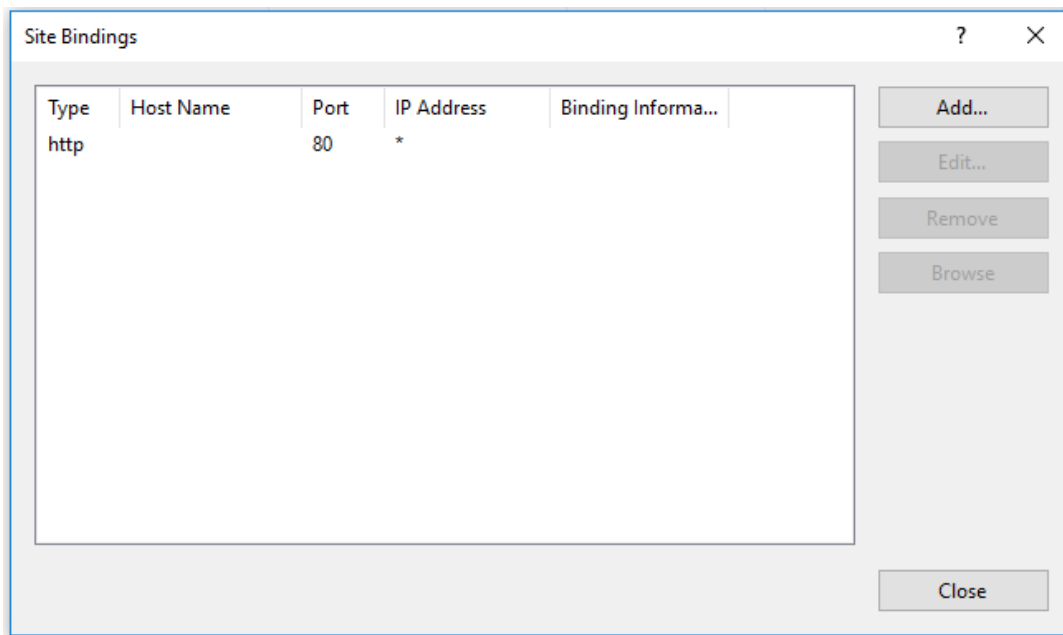 Site Bindings ? ×
Type Host Name Port IP Address Binding Informa...
http 80 *
Add...
Edit...
Remove
Browse
Close